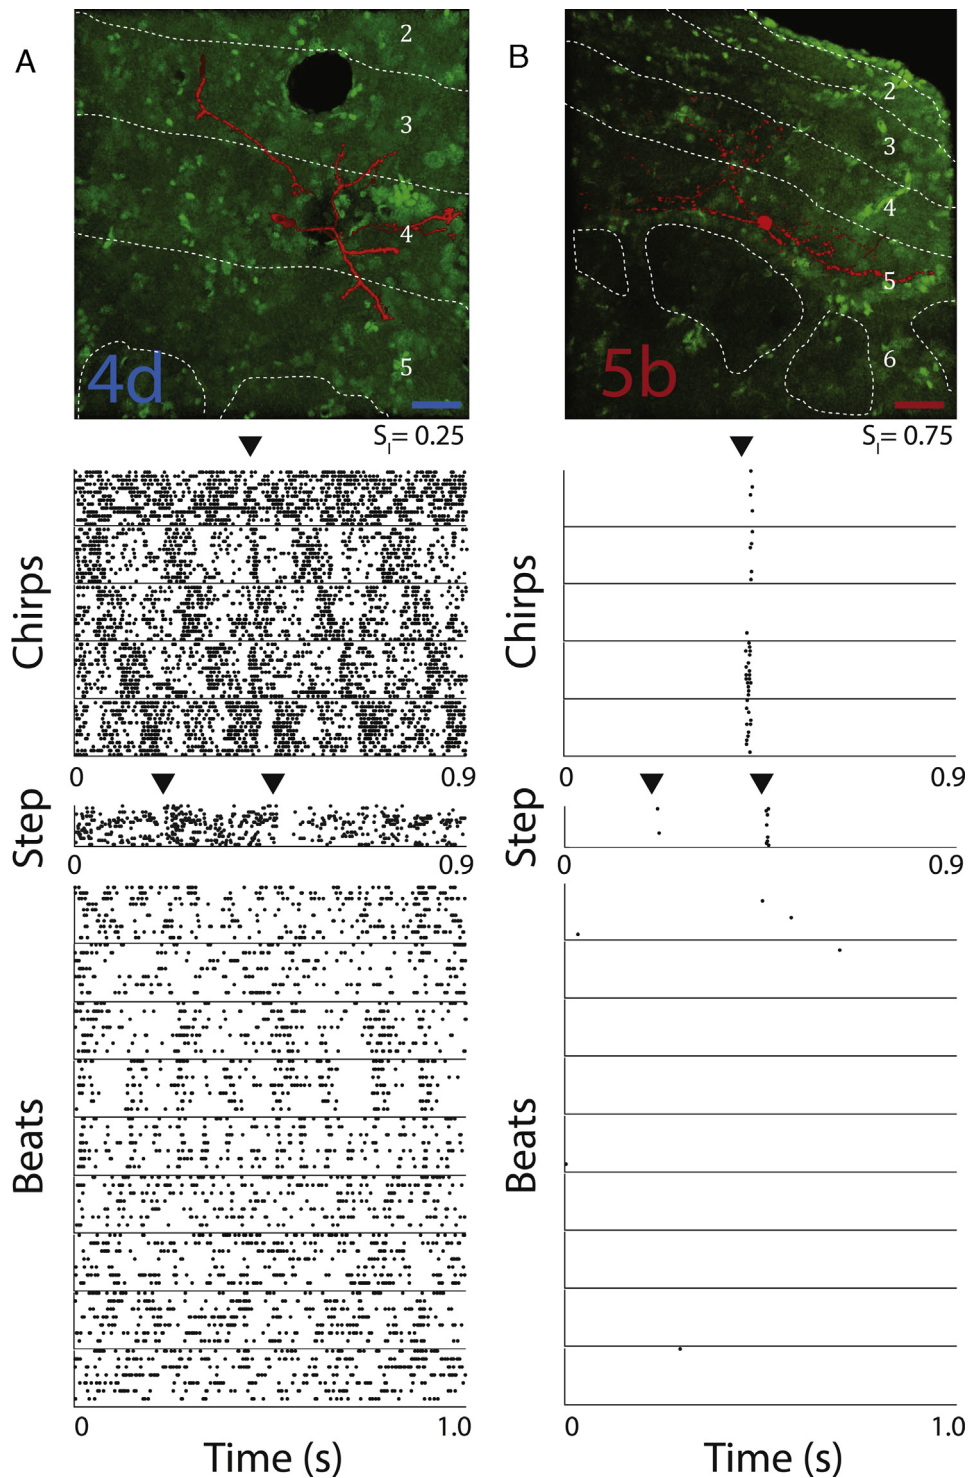 A
2
3
4
5
4d
S_I= 0.25
Chirps
0 0.9
Step
0 0.9
Beats
0 1.0
Time (s)
B
2
3
4
5
6
5b
S_I= 0.75
Chirps
0 0.9
Step
0 0.9
Beats
0 1.0
Time (s)